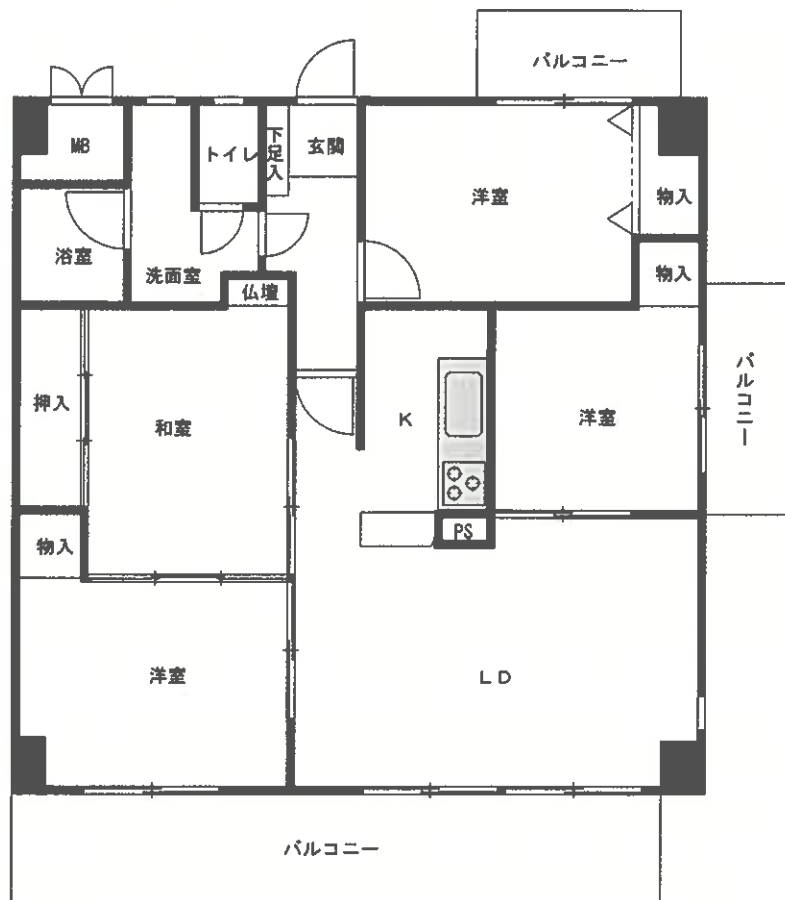 バルコニー
MB
トイレ
下足入
玄関
洋室
物入
浴室
洗面室
仏壇
物入
押入
和室
K
洋室
バルコニー
物入
PS
洋室
LD
バルコニー